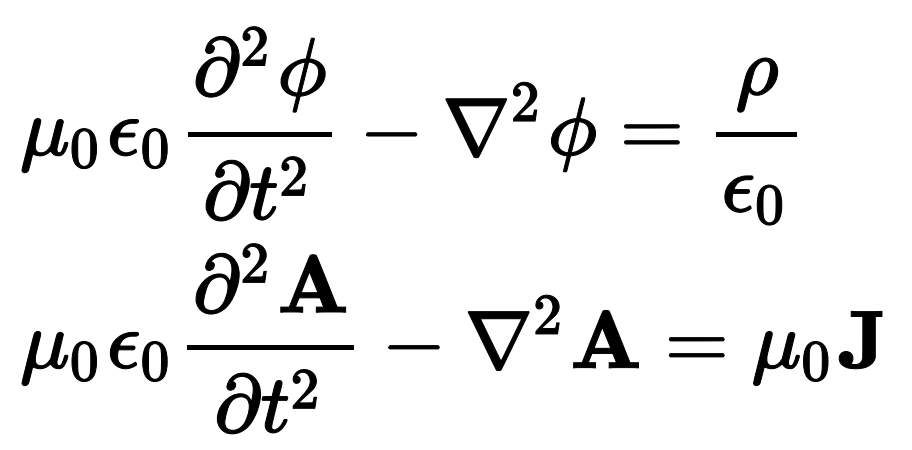 μ₀ϵ₀ ∂²ϕ/∂t² − ∇²ϕ = ρ/ϵ₀
μ₀ϵ₀ ∂²𝐀/∂t² − ∇²𝐀 = μ₀𝐉